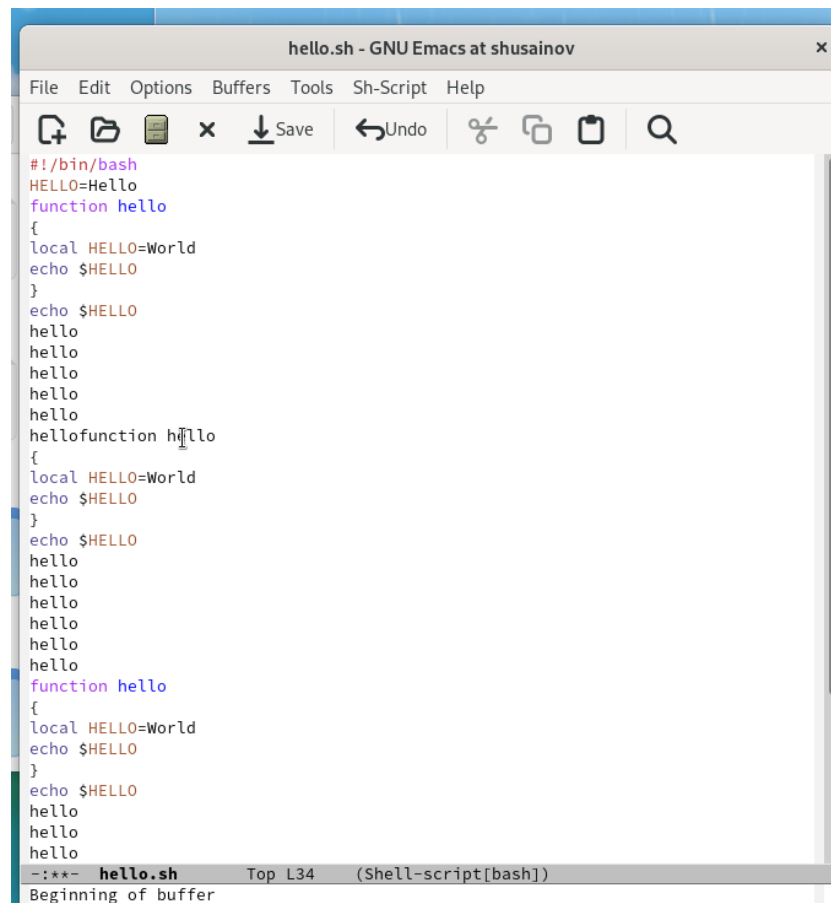 hello.sh - GNU Emacs at shusainov ×
File Edit Options Buffers Tools Sh-Script Help
Save Undo
#!/bin/bash
HELLO=Hello
function hello
{
local HELLO=World
echo $HELLO
}
echo $HELLO
hello
hello
hello
hello
hello
hellofunction hello
{
local HELLO=World
echo $HELLO
}
echo $HELLO
hello
hello
hello
hello
hello
hello
function hello
{
local HELLO=World
echo $HELLO
}
echo $HELLO
hello
hello
hello
-:**- hello.sh Top L34 (Shell-script[bash])
Beginning of buffer